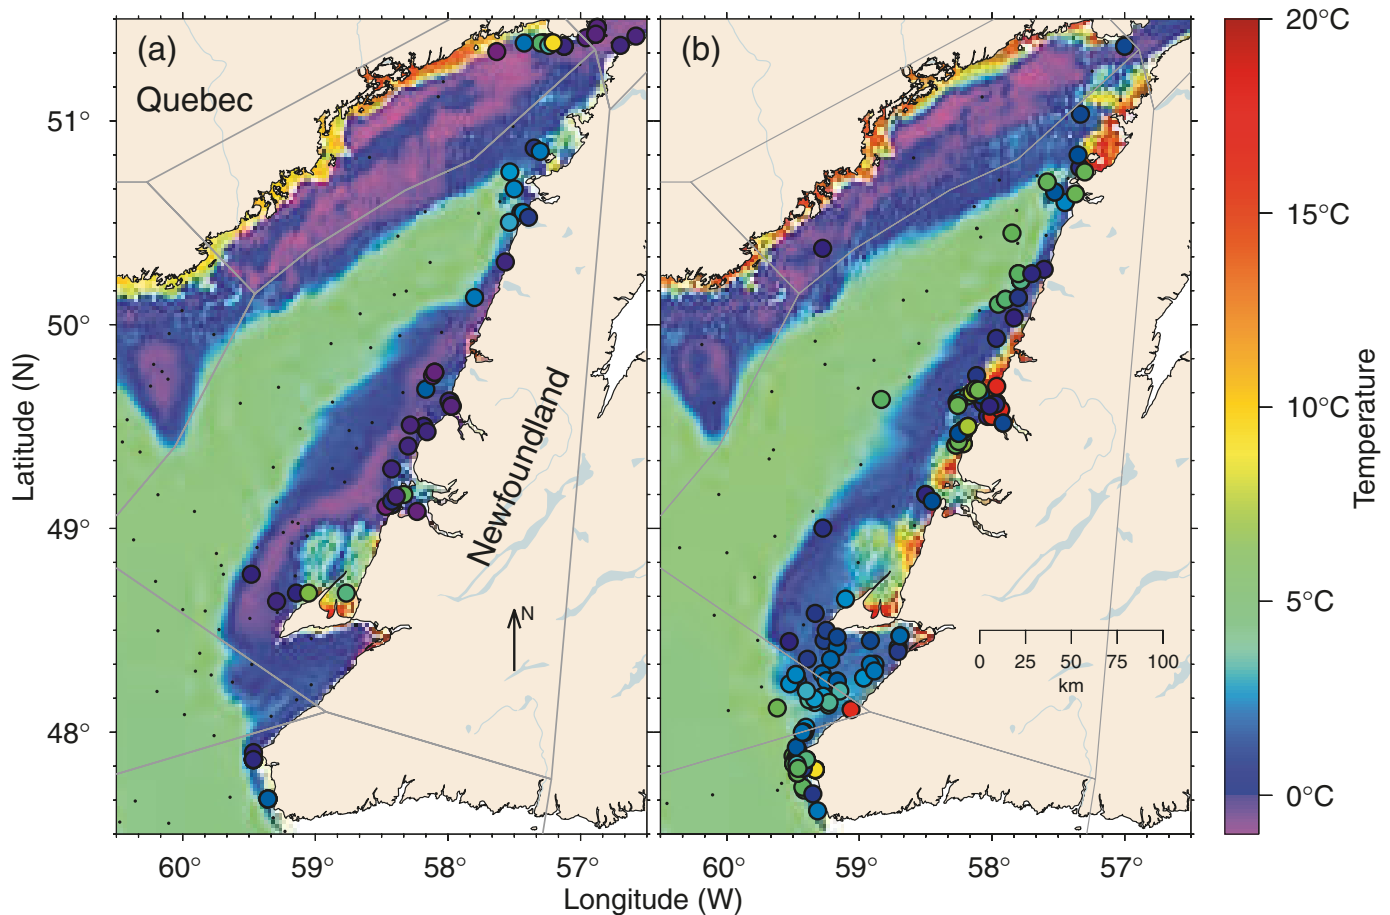 (a)
Quebec
(b)
20°C
15°C
10°C
5°C
0°C
Temperature
51°
50°
49°
48°
Latitude (N)
Newfoundland
N
0 25 50 75 100
km
60° 59° 58° 57°
60° 59° 58° 57°
Longitude (W)